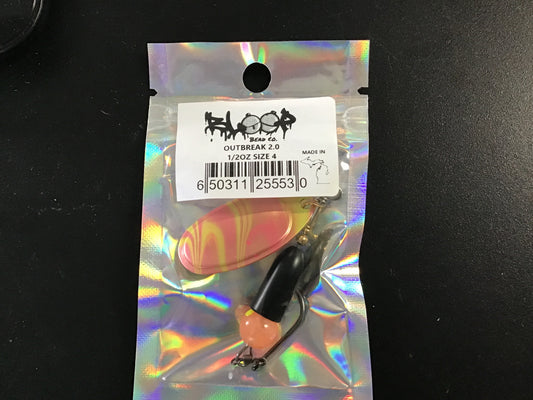 BLOOP
BEAD CO.
OUTBREAK 2.0
1/2OZ SIZE 4
MADE IN
6 50311 25553 0